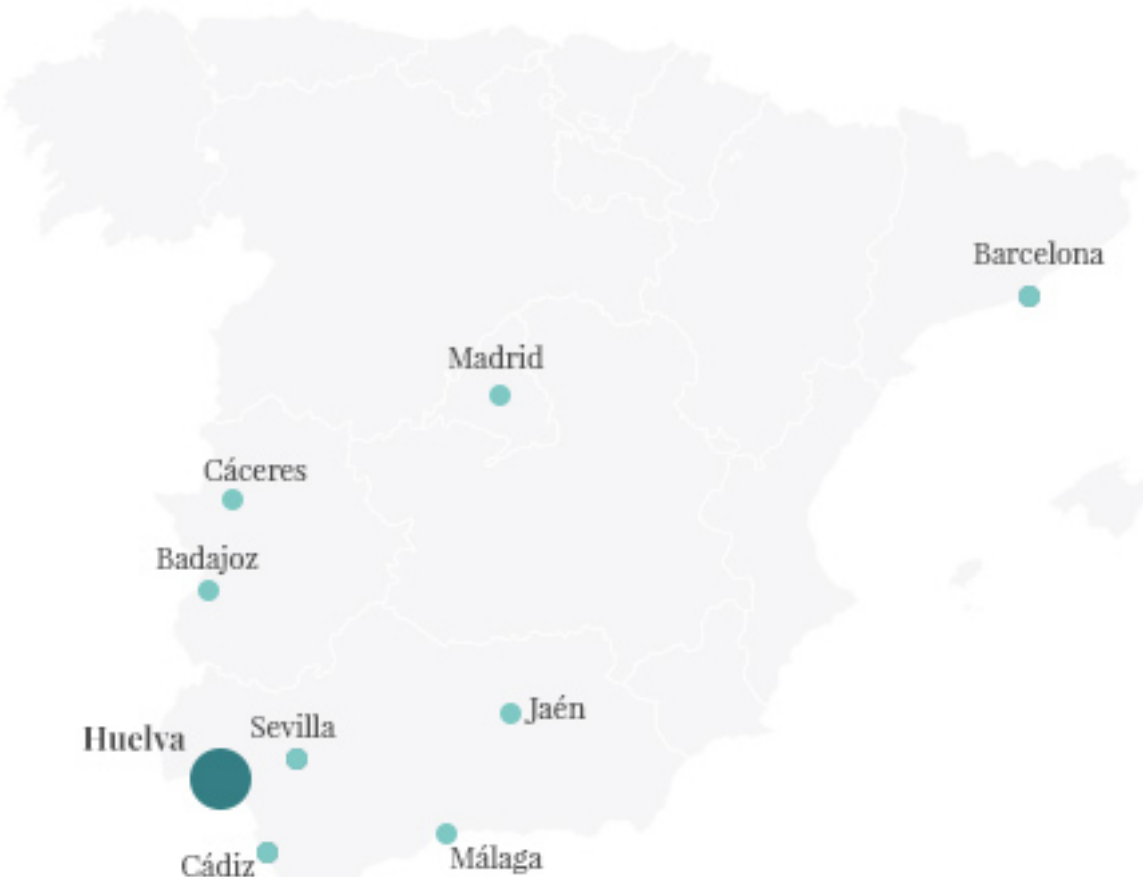 Barcelona
Madrid
Cáceres
Badajoz
Jaén
Sevilla
Huelva
Málaga
Cádiz